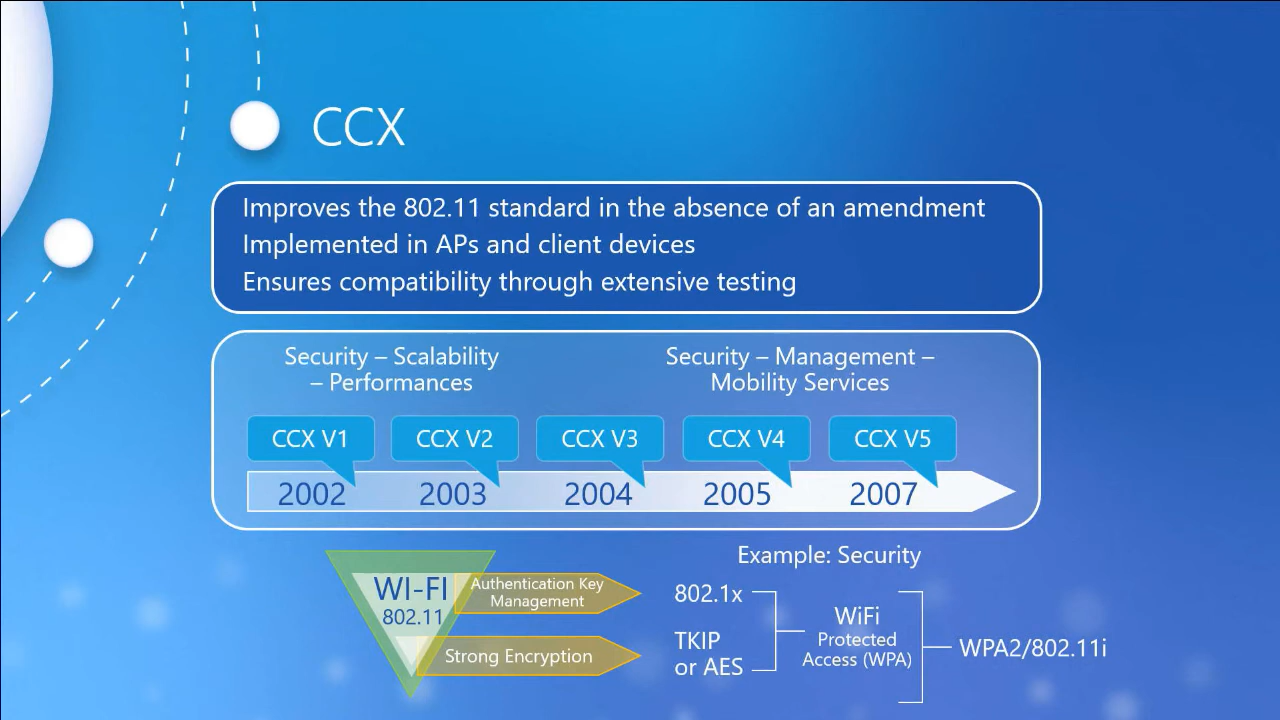 CCX
Improves the 802.11 standard in the absence of an amendment
Implemented in APs and client devices
Ensures compatibility through extensive testing
Security – Scalability
– Performances
Security – Management –
Mobility Services
CCX V1
CCX V2
CCX V3
CCX V4
CCX V5
2002
2003
2004
2005
2007
Example: Security
WI-FI
802.11
Authentication Key
Management
Strong Encryption
802.1x
TKIP
or AES
WiFi
Protected
Access (WPA)
WPA2/802.11i